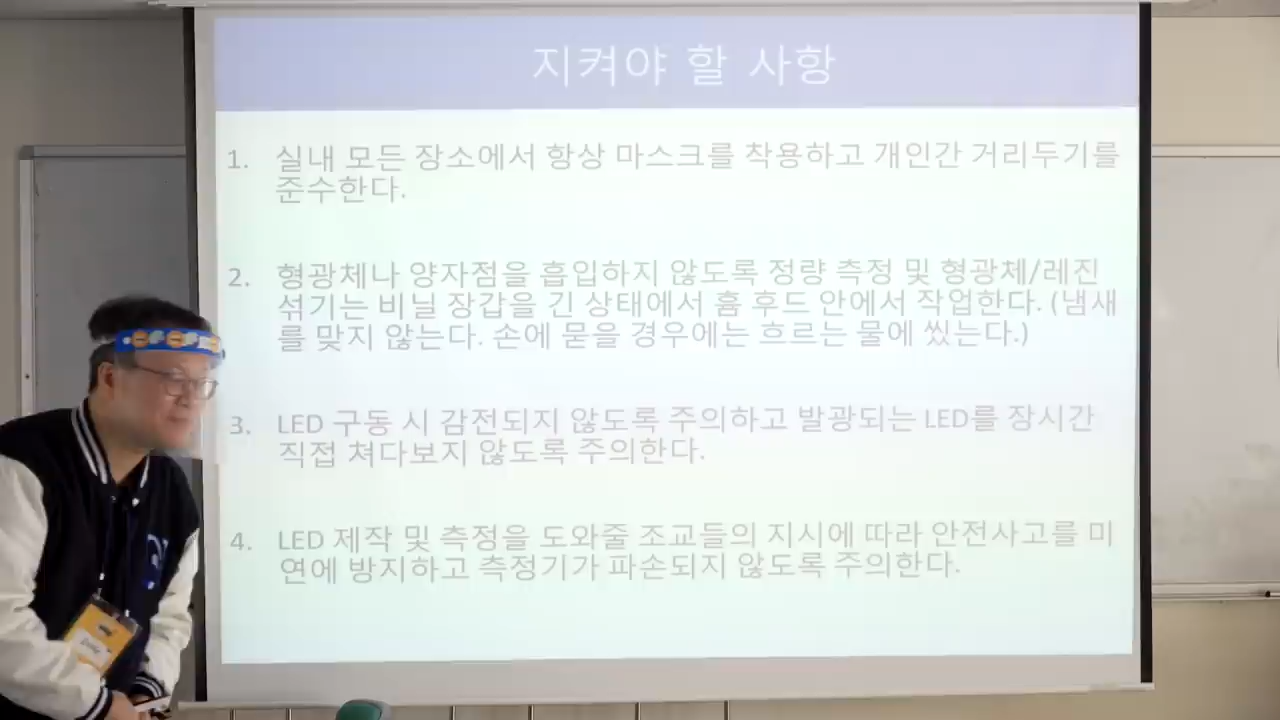 지켜야 할 사항
1. 실내 모든 장소에서 항상 마스크를 착용하고 개인간 거리두기를
준수한다.
2. 형광체나 양자점을 흡입하지 않도록 정량 측정 및 형광체/레진
섞기는 비닐 장갑을 긴 상태에서 흄 후드 안에서 작업한다. (냄새
를 맞지 않는다. 손에 묻을 경우에는 흐르는 물에 씼는다.)
3. LED 구동 시 감전되지 않도록 주의하고 발광되는 LED를 장시간
직접 쳐다보지 않도록 주의한다.
4. LED 제작 및 측정을 도와줄 조교들의 지시에 따라 안전사고를 미
연에 방지하고 측정기가 파손되지 않도록 주의한다.